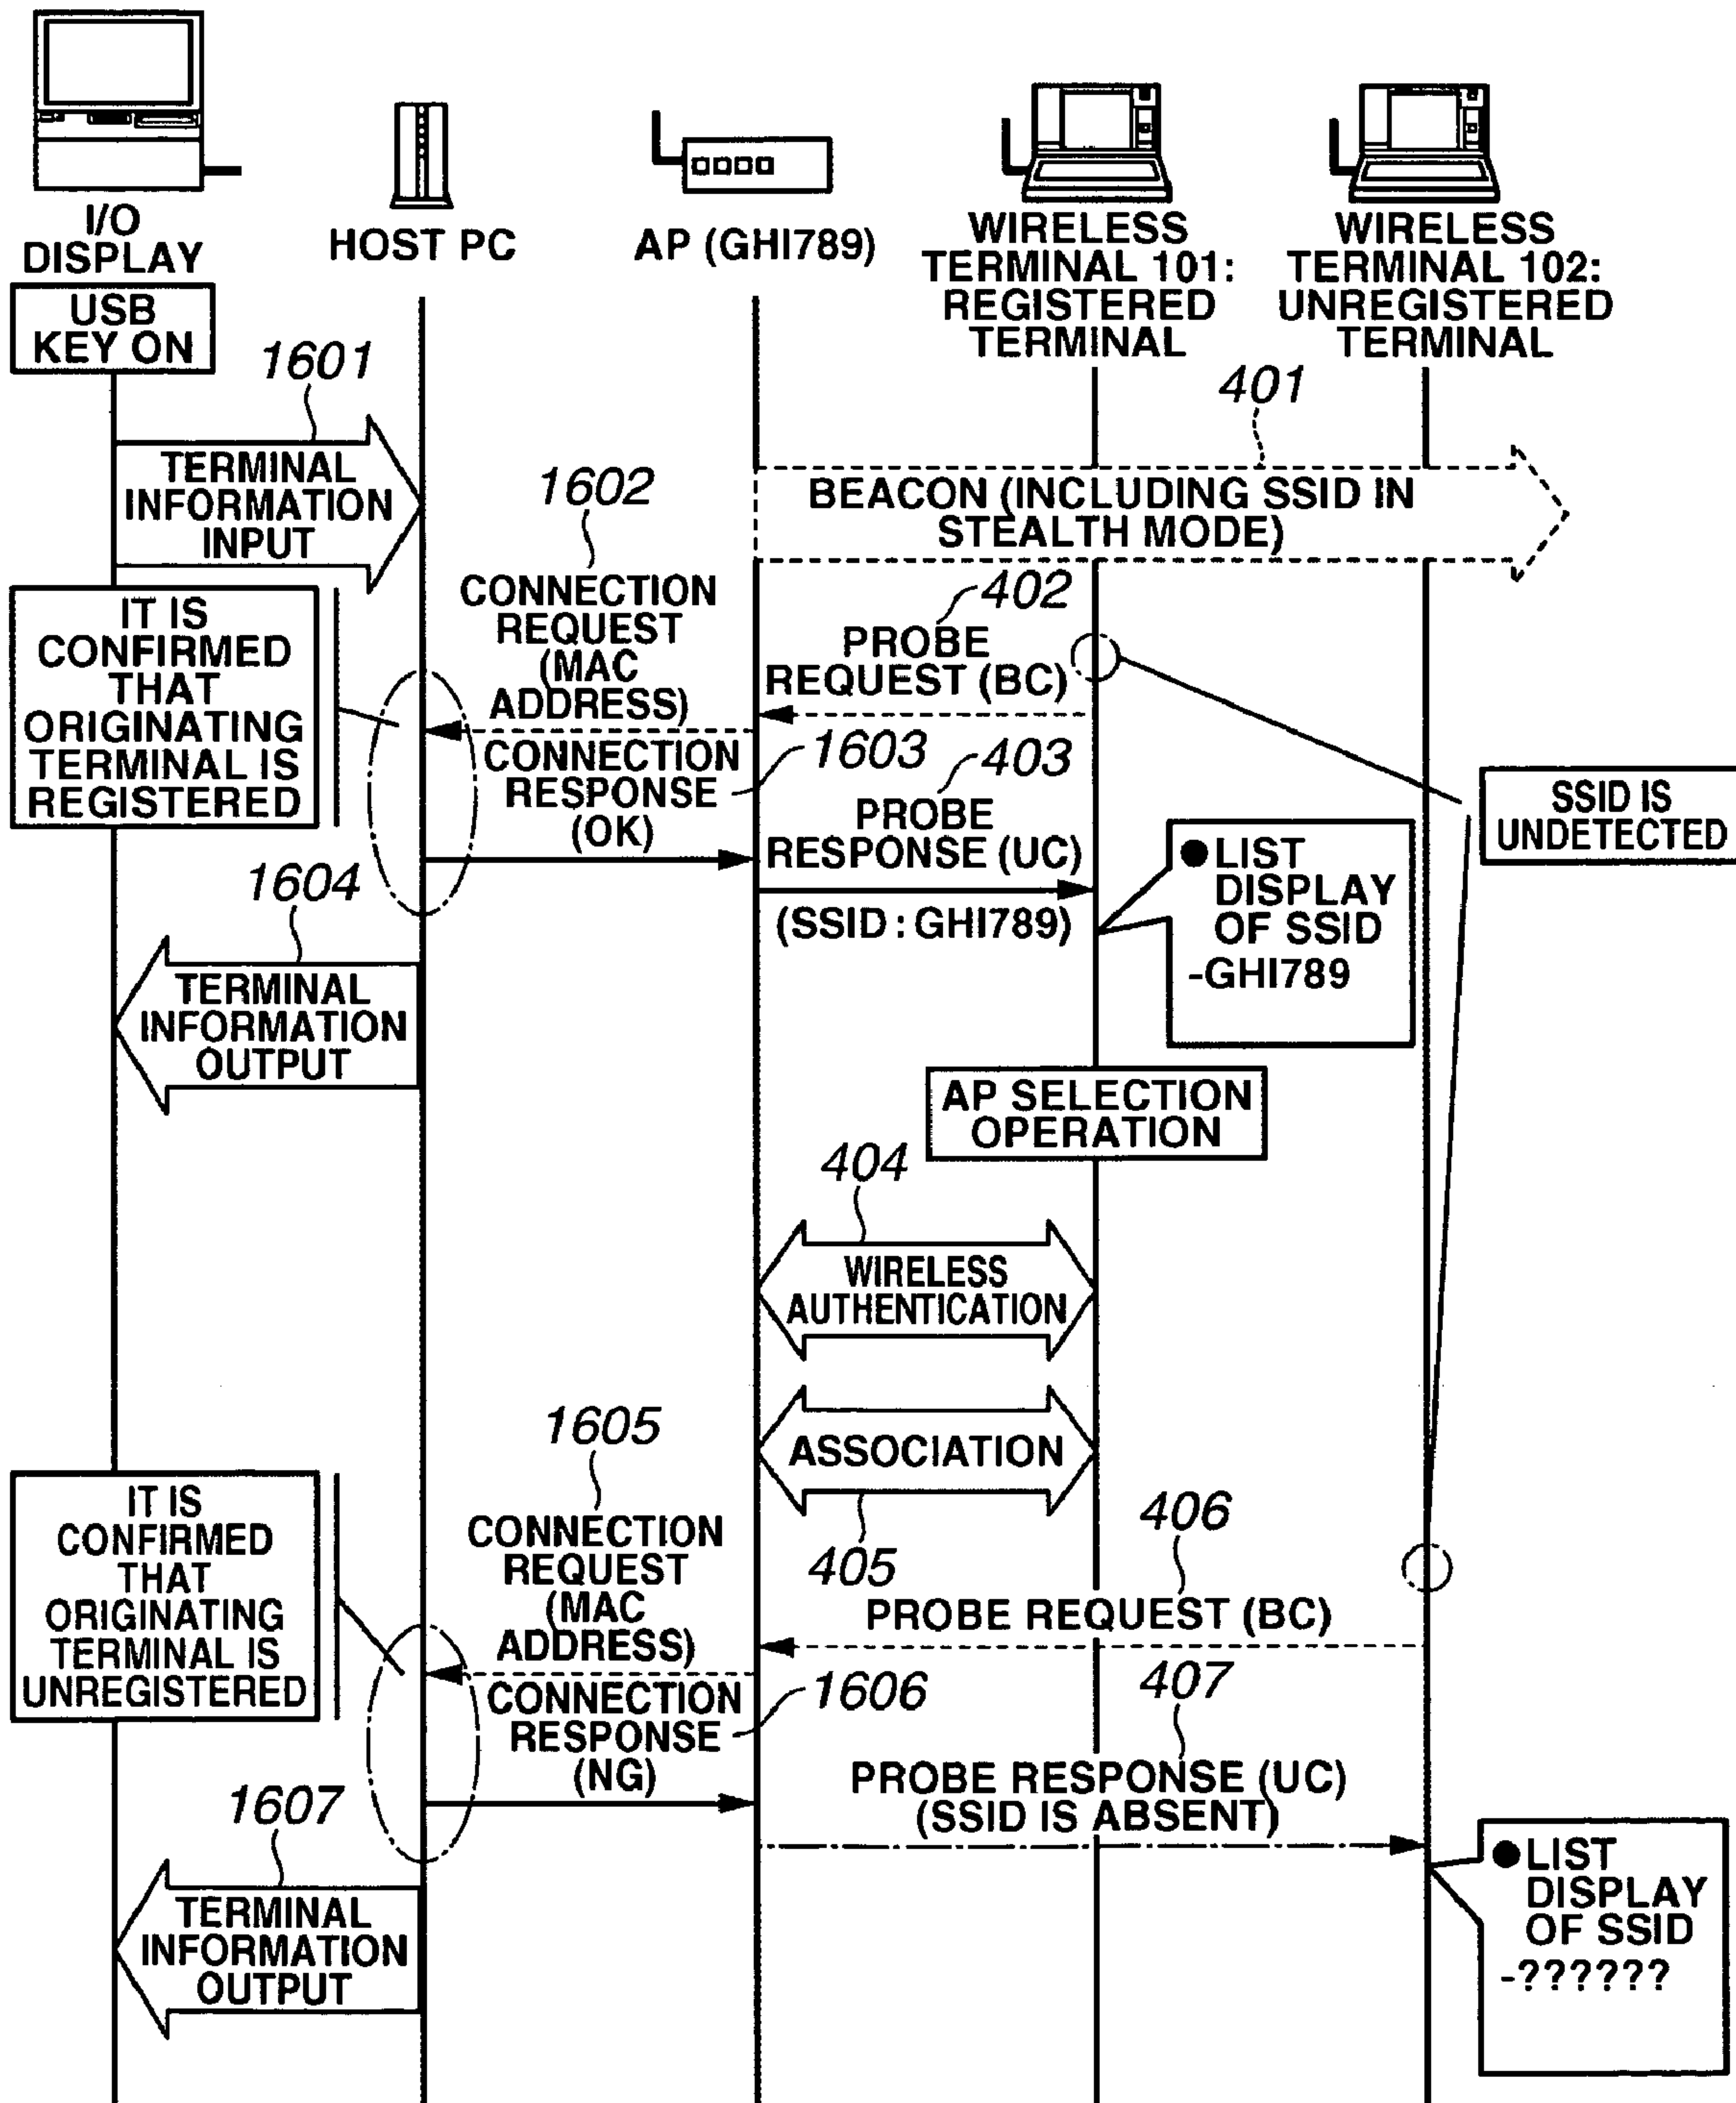 I/O
DISPLAY
HOST PC
AP (GHI789)
WIRELESS
TERMINAL 101:
REGISTERED
TERMINAL
WIRELESS
TERMINAL 102:
UNREGISTERED
TERMINAL
USB
KEY ON
1601
401
TERMINAL
INFORMATION
INPUT
1602
BEACON (INCLUDING SSID IN
STEALTH MODE)
IT IS
CONFIRMED
THAT
ORIGINATING
TERMINAL IS
REGISTERED
CONNECTION
REQUEST
(MAC
ADDRESS)
402
PROBE
REQUEST (BC)
CONNECTION
RESPONSE
(OK)
1603
403
PROBE
RESPONSE (UC)
(SSID : GHI789)
SSID IS
UNDETECTED
●LIST
DISPLAY
OF SSID
-GHI789
1604
TERMINAL
INFORMATION
OUTPUT
AP SELECTION
OPERATION
404
WIRELESS
AUTHENTICATION
ASSOCIATION
405
1605
IT IS
CONFIRMED
THAT
ORIGINATING
TERMINAL IS
UNREGISTERED
CONNECTION
REQUEST
(MAC
ADDRESS)
406
PROBE REQUEST (BC)
CONNECTION
RESPONSE
(NG)
1606
407
PROBE RESPONSE (UC)
(SSID IS ABSENT)
1607
TERMINAL
INFORMATION
OUTPUT
●LIST
DISPLAY
OF SSID
-??????